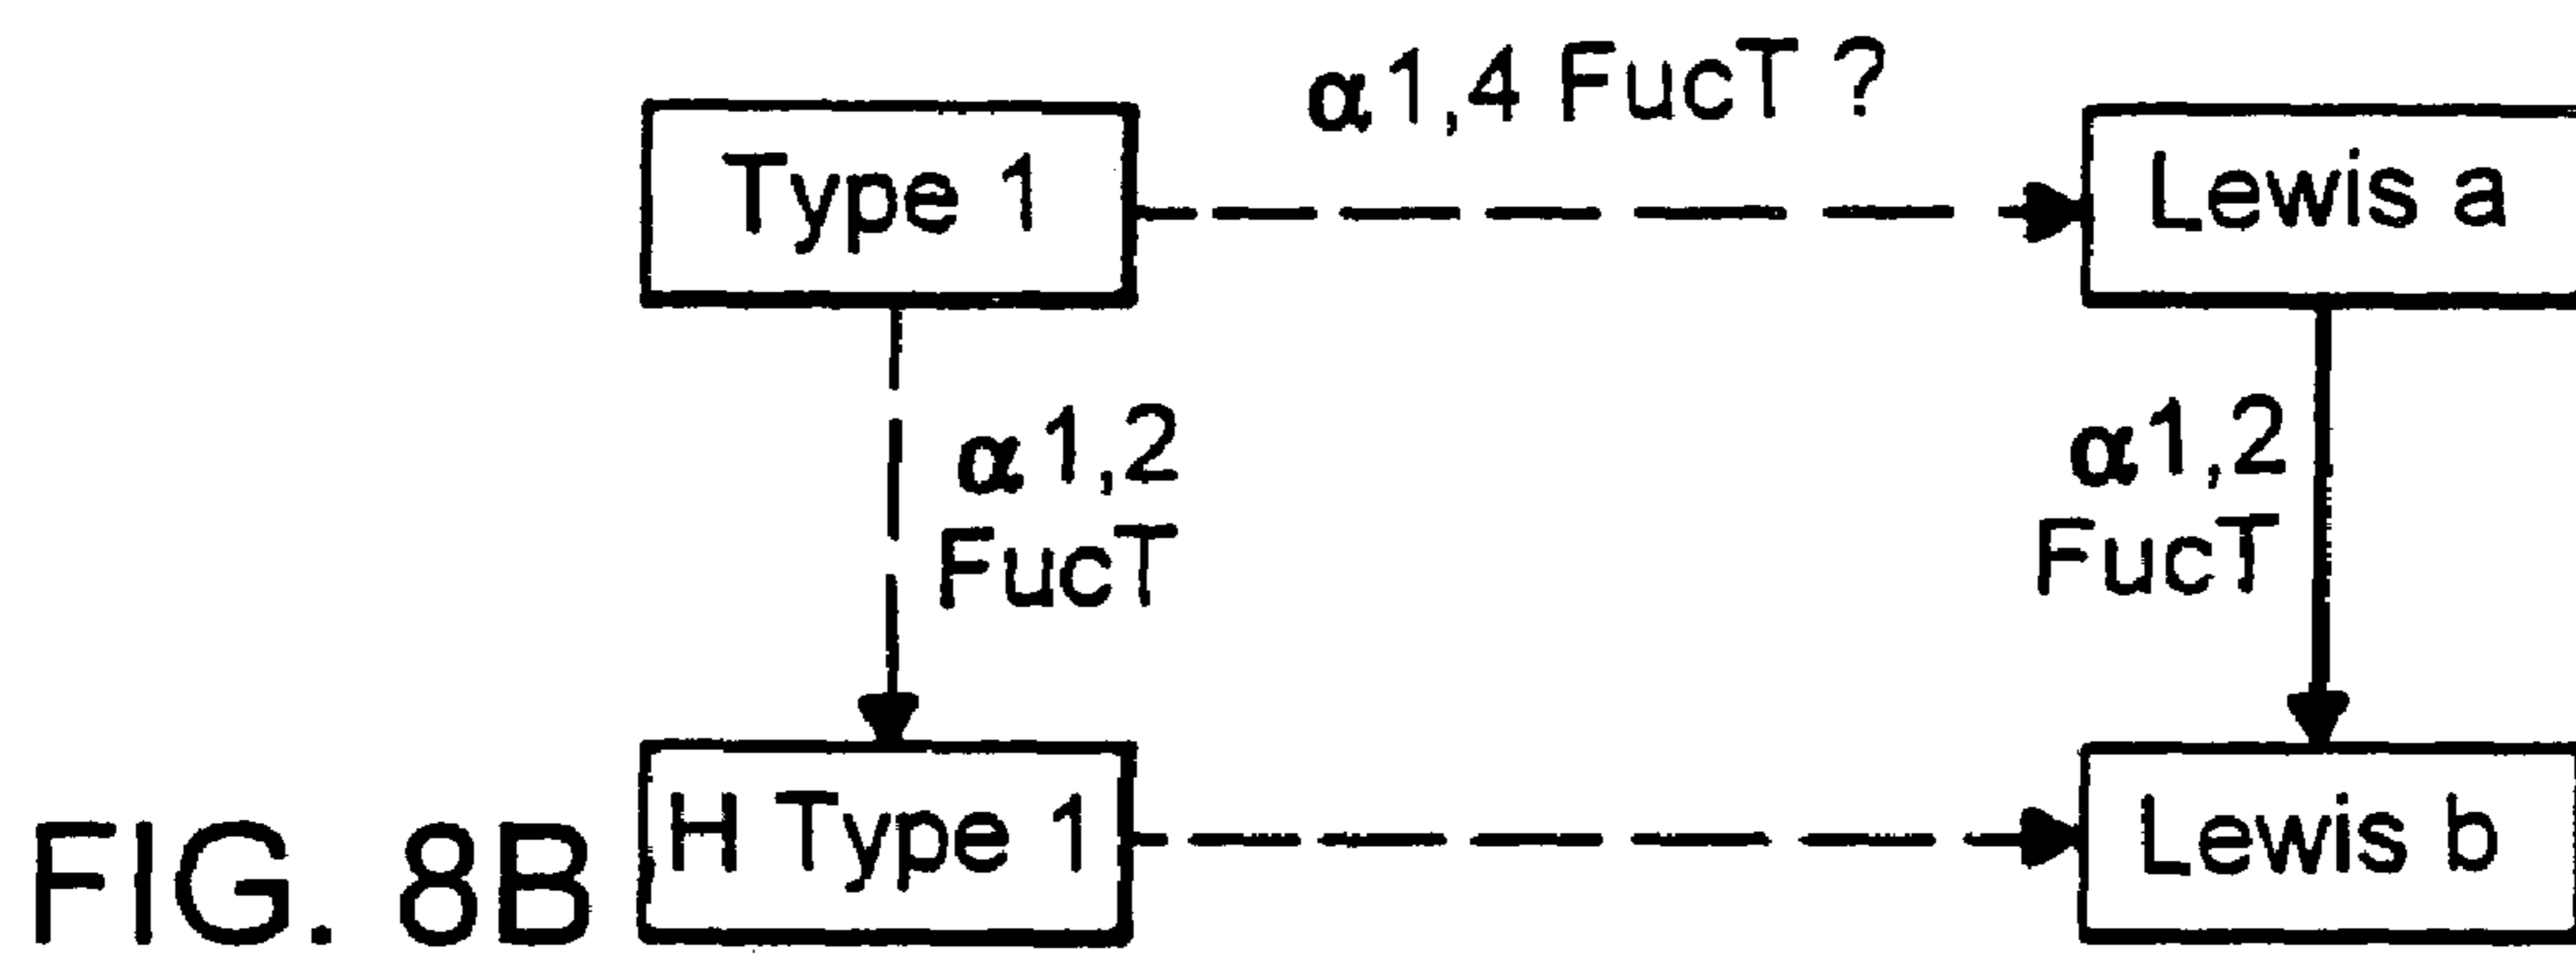 α1,4 FucT ?
Type 1
Lewis a
α1,2
FucT
α1,2
FucT
H Type 1
Lewis b
FIG. 8B